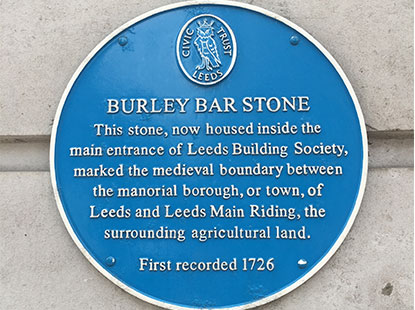 CIVIC TRUST
LEEDS
BURLEY BAR STONE
This stone, now housed inside the
main entrance of Leeds Building Society,
marked the medieval boundary between
the manorial borough, or town, of
Leeds and Leeds Main Riding, the
surrounding agricultural land.
First recorded 1726